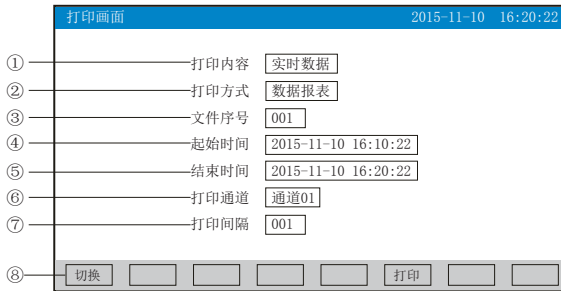 打印画面 2015-11-10 16:20:22
① 打印内容 实时数据
② 打印方式 数据报表
③ 文件序号 001
④ 起始时间 2015-11-10 16:10:22
⑤ 结束时间 2015-11-10 16:20:22
⑥ 打印通道 通道01
⑦ 打印间隔 001
⑧ 切换 打印